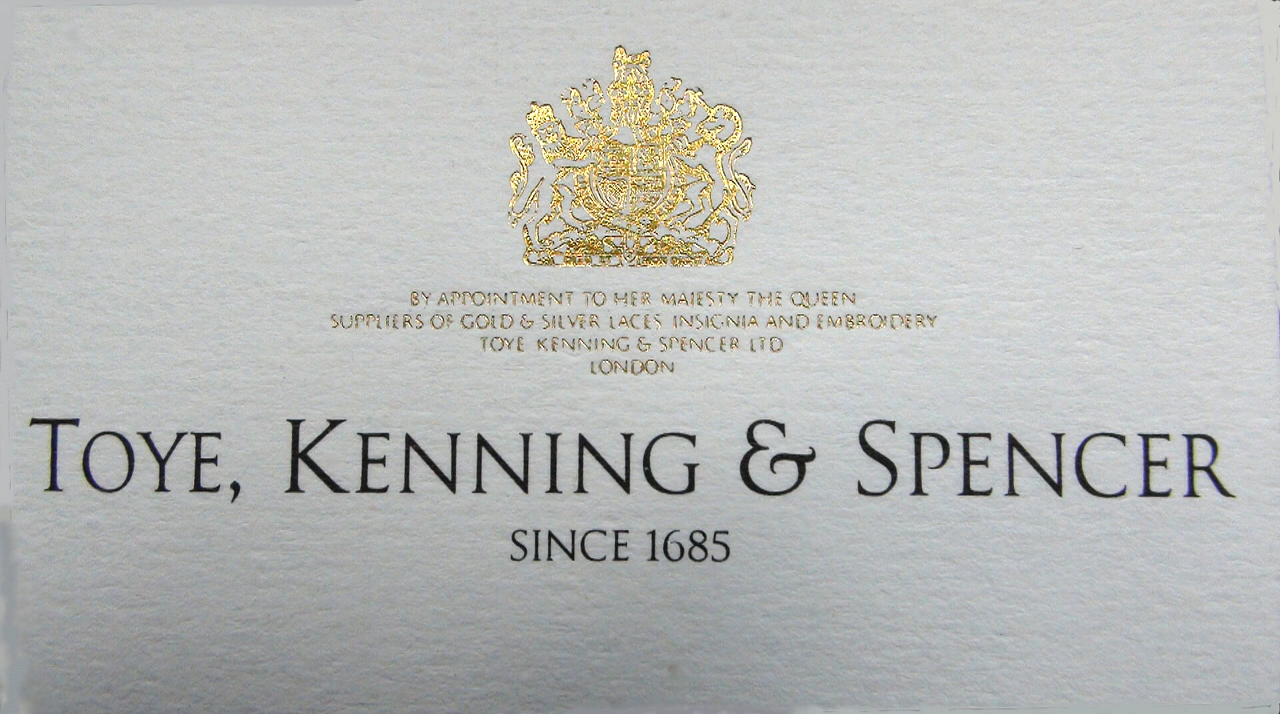 BY APPOINTMENT TO HER MAJESTY THE QUEEN
SUPPLIERS OF GOLD & SILVER LACES, INSIGNIA AND EMBROIDERY
TOYE KENNING & SPENCER LTD
LONDON
TOYE, KENNING & SPENCER
SINCE 1685